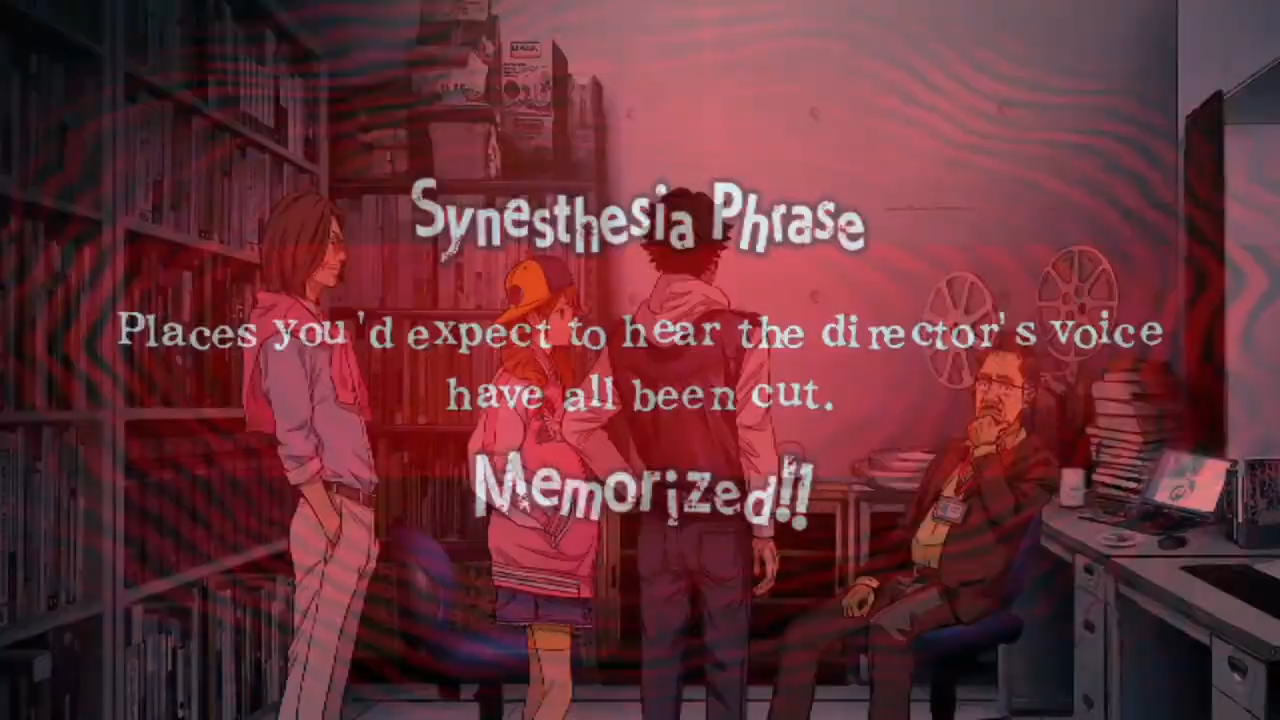 Synesthesia Phrase
Places you'd expect to hear the director's voice
have all been cut.
Memorized!!